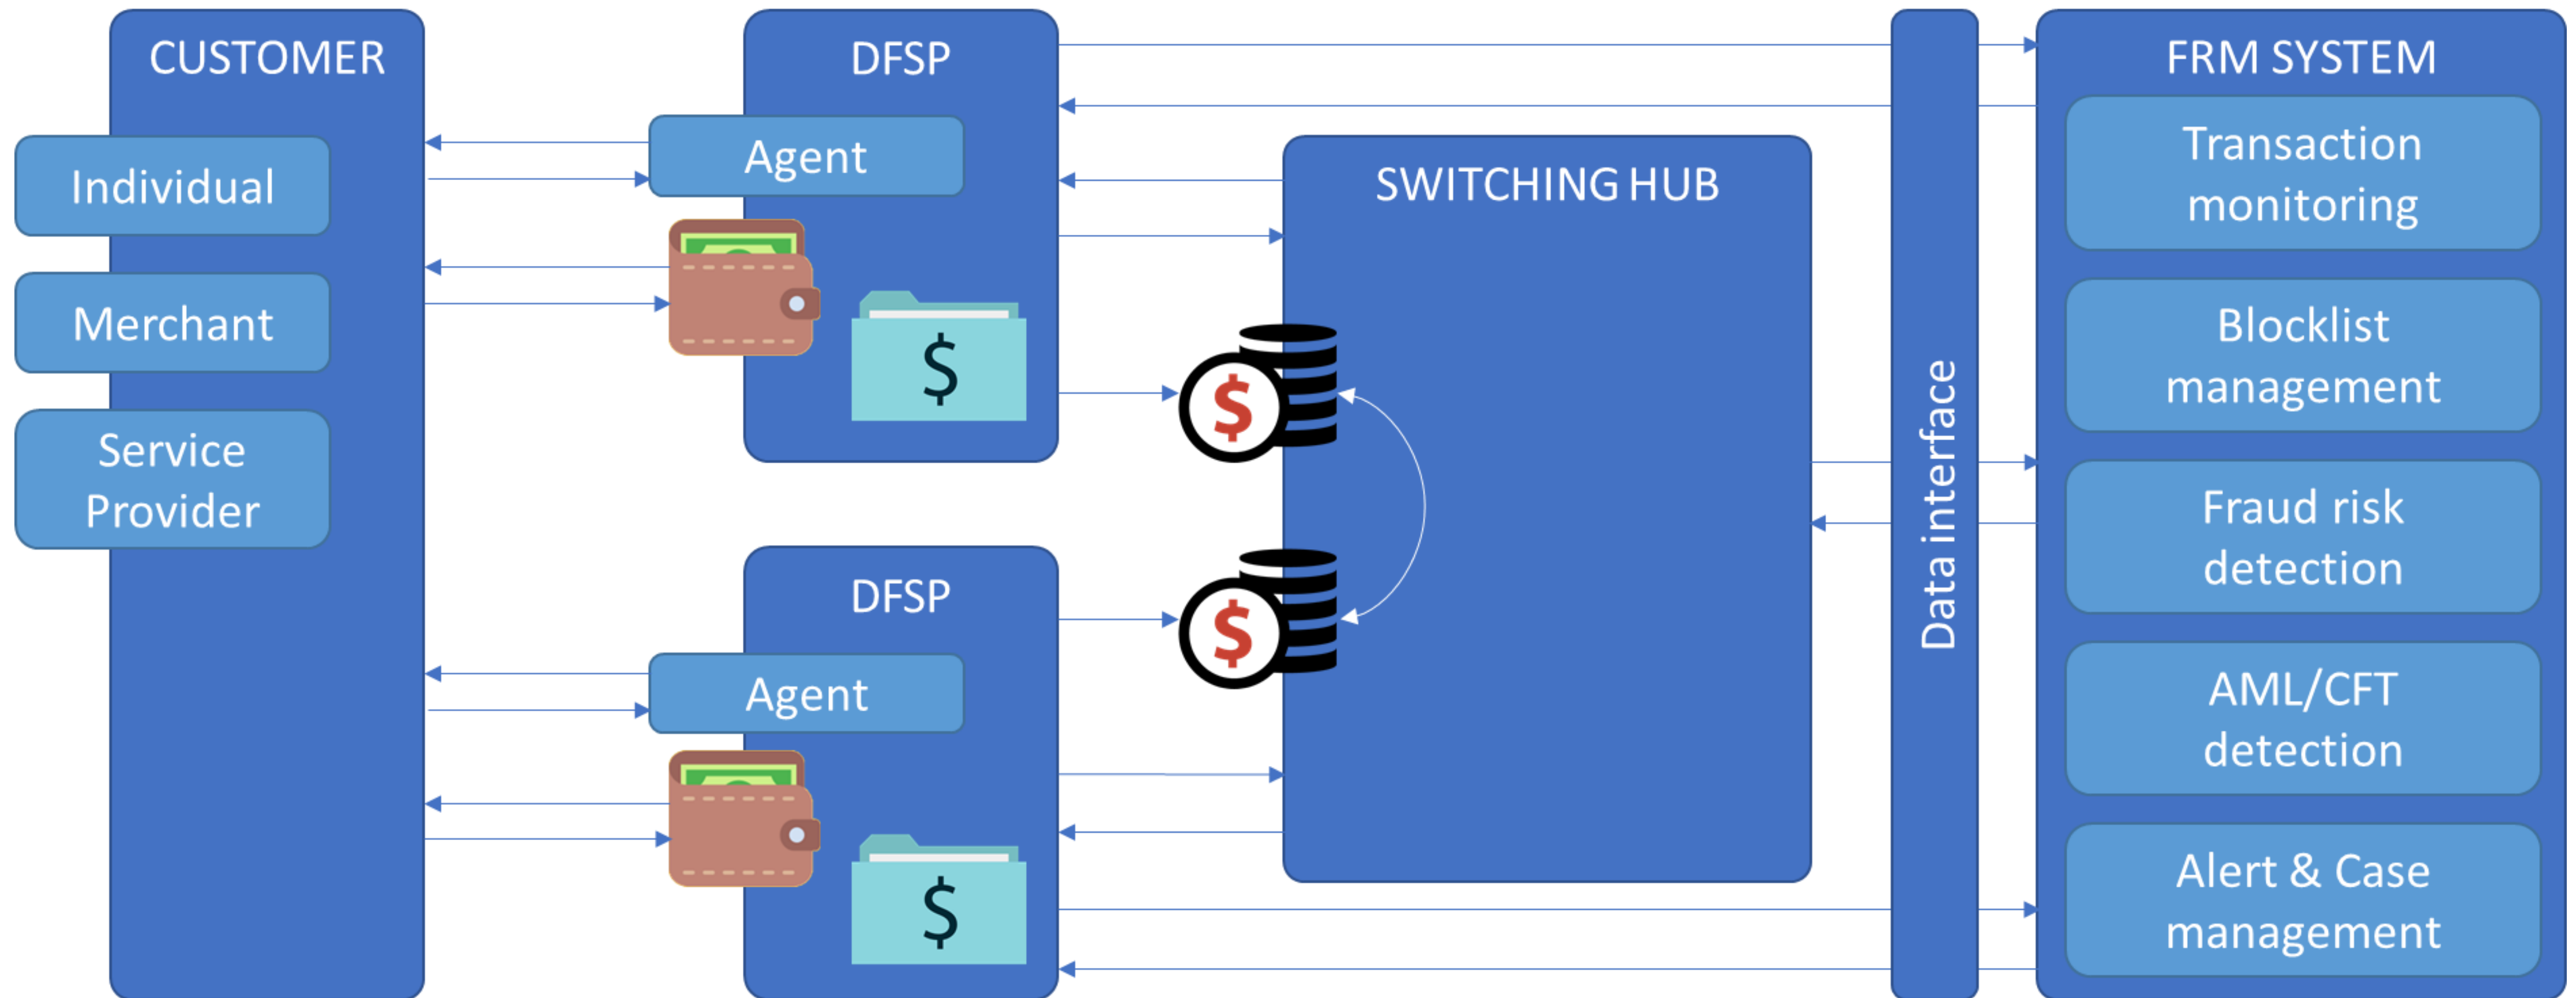 CUSTOMER
Individual
Merchant
Service
Provider
DFSP
Agent
$
$
DFSP
Agent
$
$
SWITCHING HUB
Data interface
FRM SYSTEM
Transaction
monitoring
Blocklist
management
Fraud risk
detection
AML/CFT
detection
Alert & Case
management